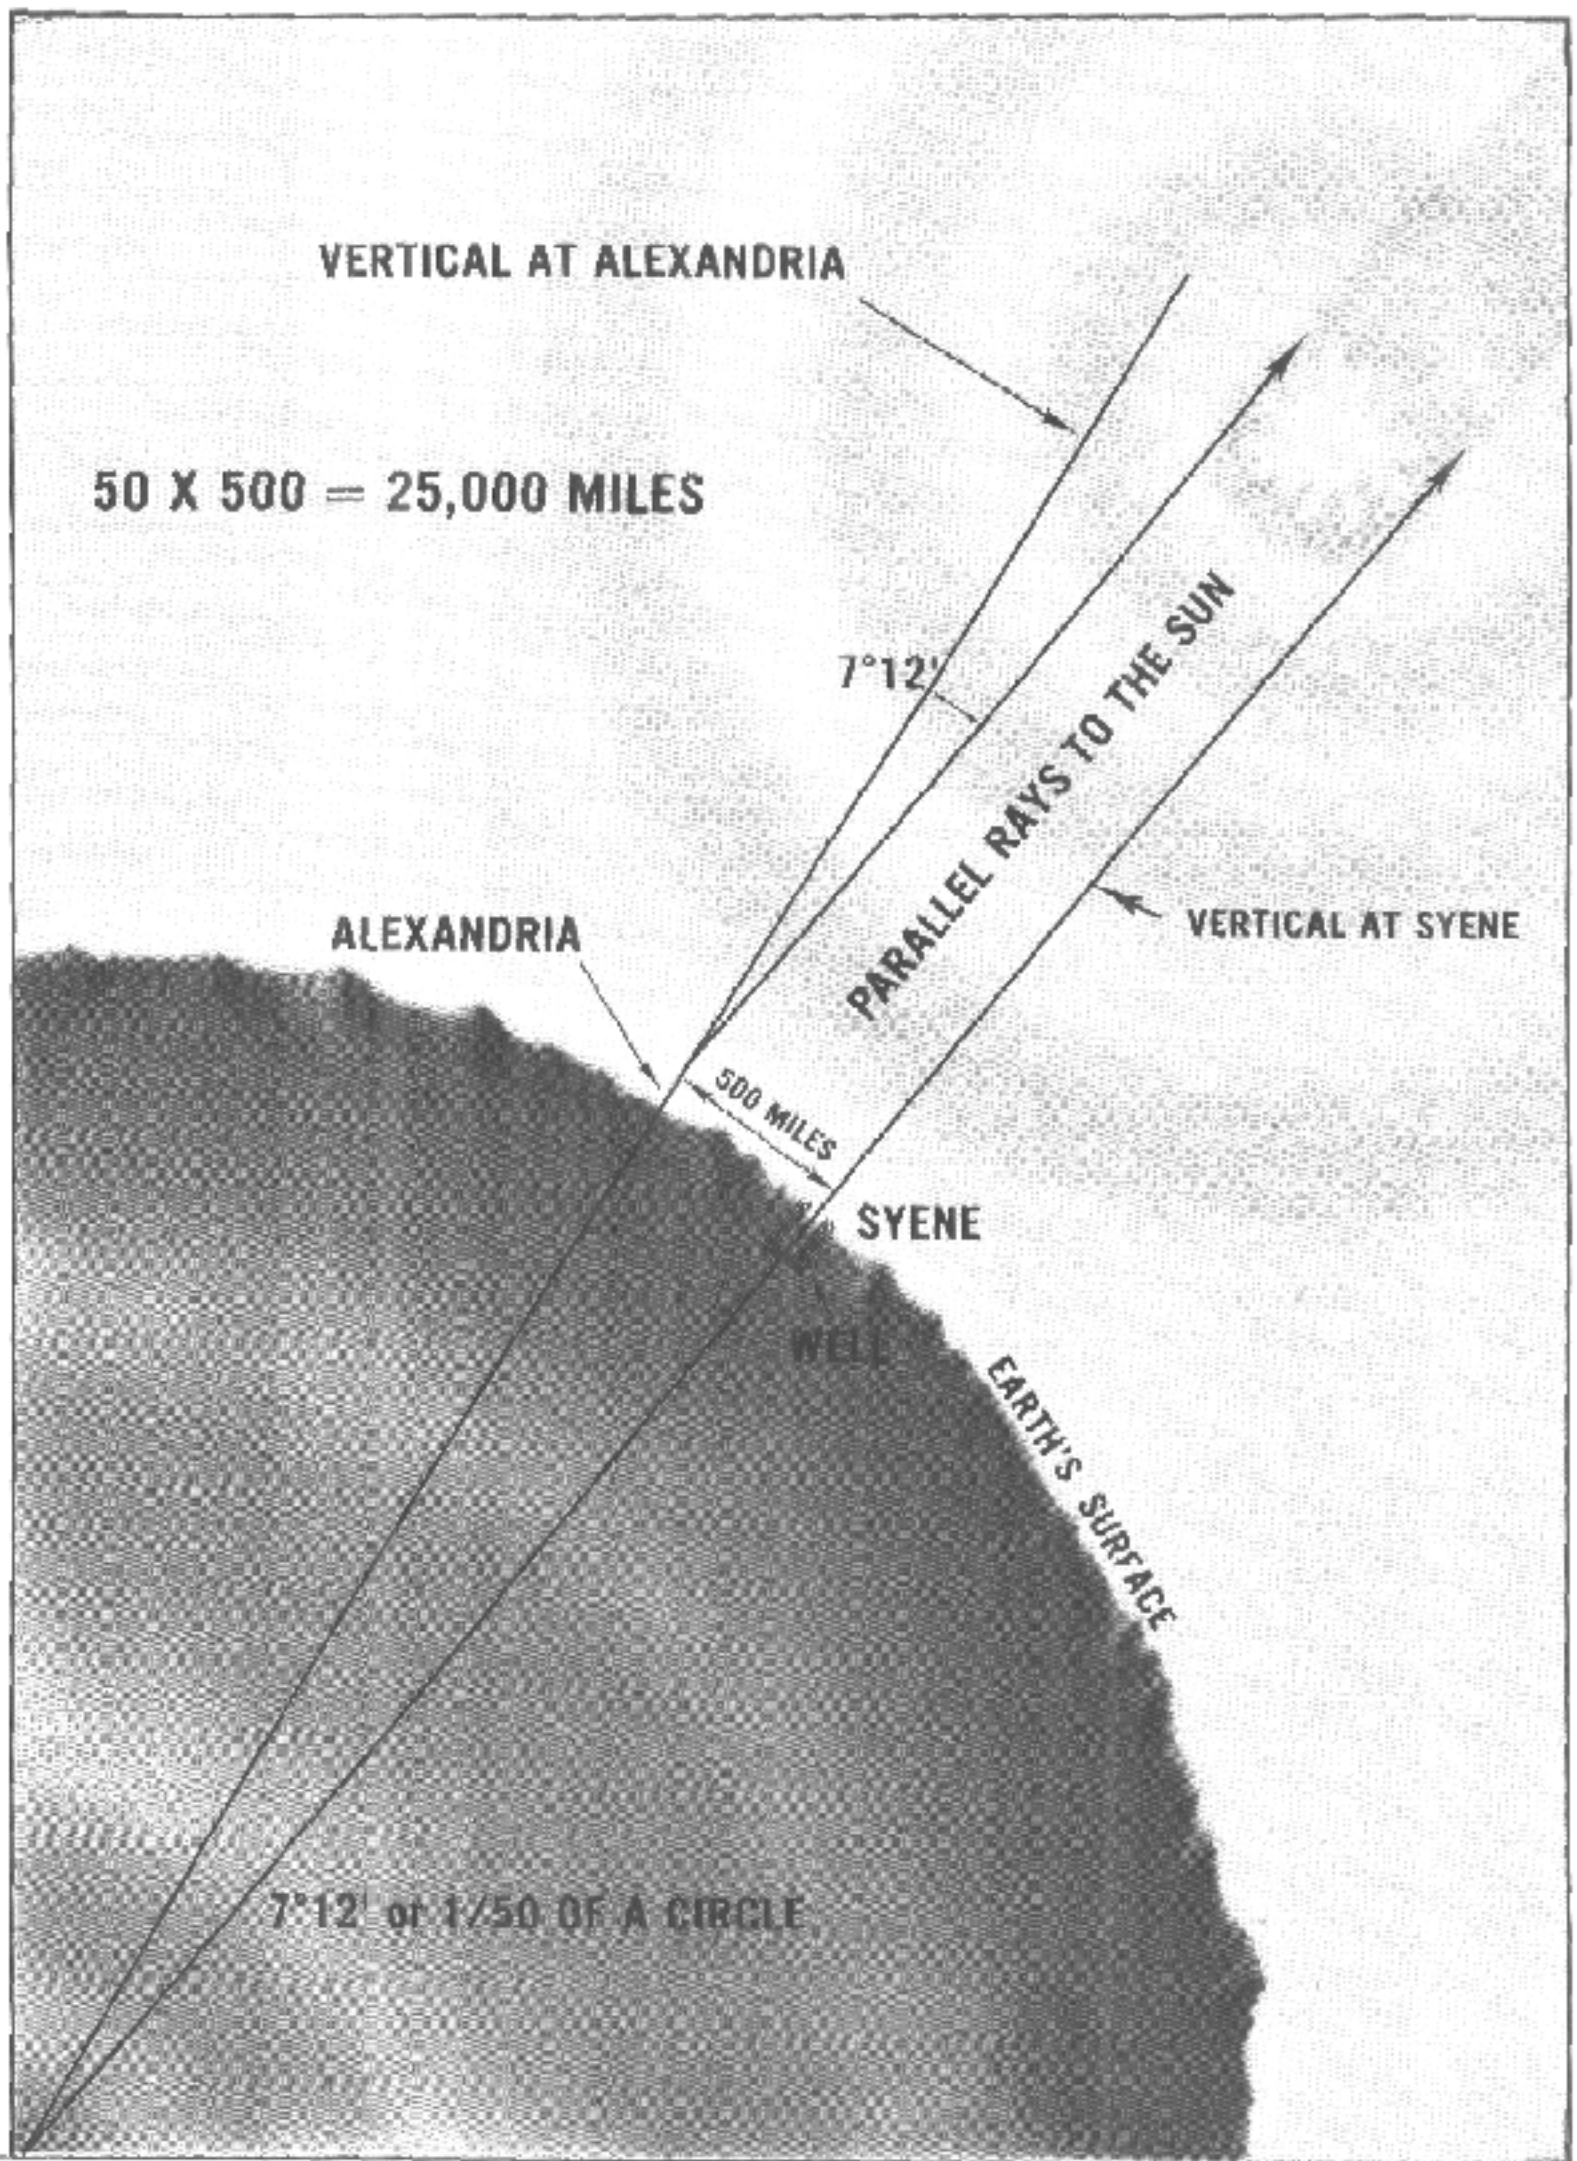 VERTICAL AT ALEXANDRIA
50 X 500 = 25,000 MILES
7°12'
PARALLEL RAYS TO THE SUN
ALEXANDRIA
VERTICAL AT SYENE
500 MILES
SYENE
WELL
EARTH'S SURFACE
7°12' or 1/50 OF A CIRCLE